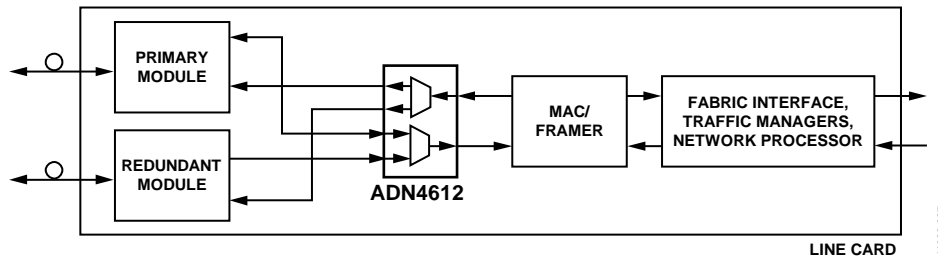 PRIMARY
MODULE
REDUNDANT
MODULE
ADN4612
MAC/
FRAMER
FABRIC INTERFACE,
TRAFFIC MANAGERS,
NETWORK PROCESSOR
LINE CARD